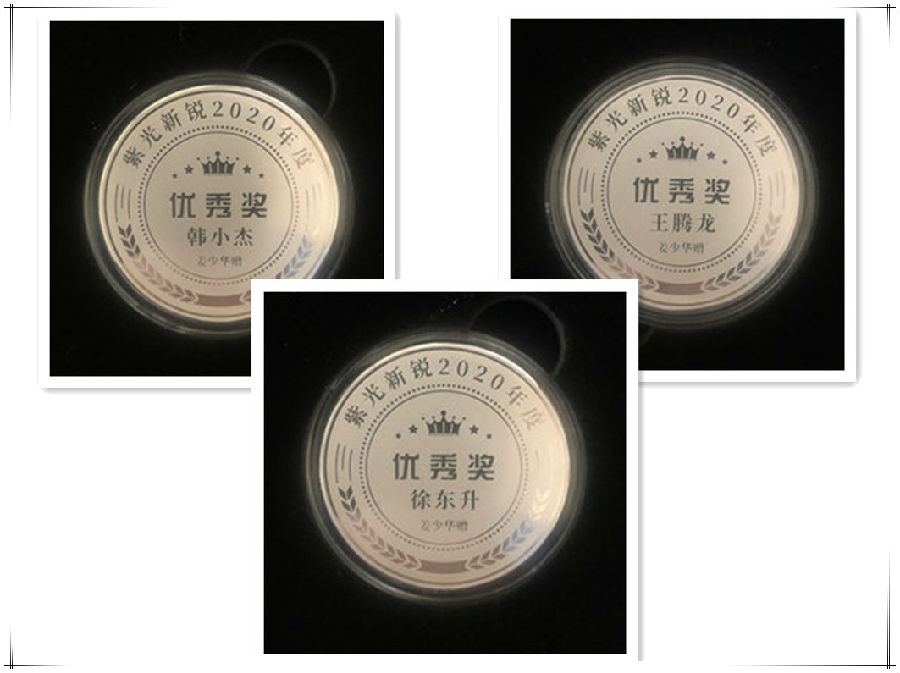 紫光新锐2020年度
优秀奖
韩小杰
姜少华赠
紫光新锐2020年度
优秀奖
王腾龙
姜少华赠
紫光新锐2020年度
优秀奖
徐东升
姜少华赠